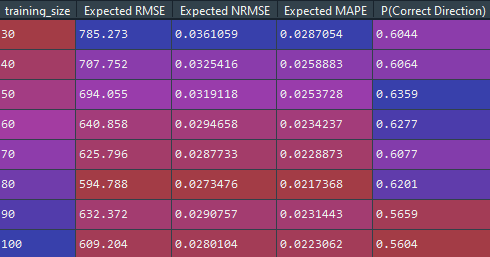 training_size Expected RMSE Expected NRMSE Expected MAPE P(Correct Direction)
30 785.273 0.0361059 0.0287054 0.6044
40 707.752 0.0325416 0.0258883 0.6064
50 694.055 0.0319118 0.0253728 0.6359
60 640.858 0.0294658 0.0234237 0.6277
70 625.796 0.0287733 0.0228873 0.6077
80 594.788 0.0273476 0.0217368 0.6201
90 632.372 0.0290757 0.0231443 0.5659
100 609.204 0.0280104 0.0223062 0.5604